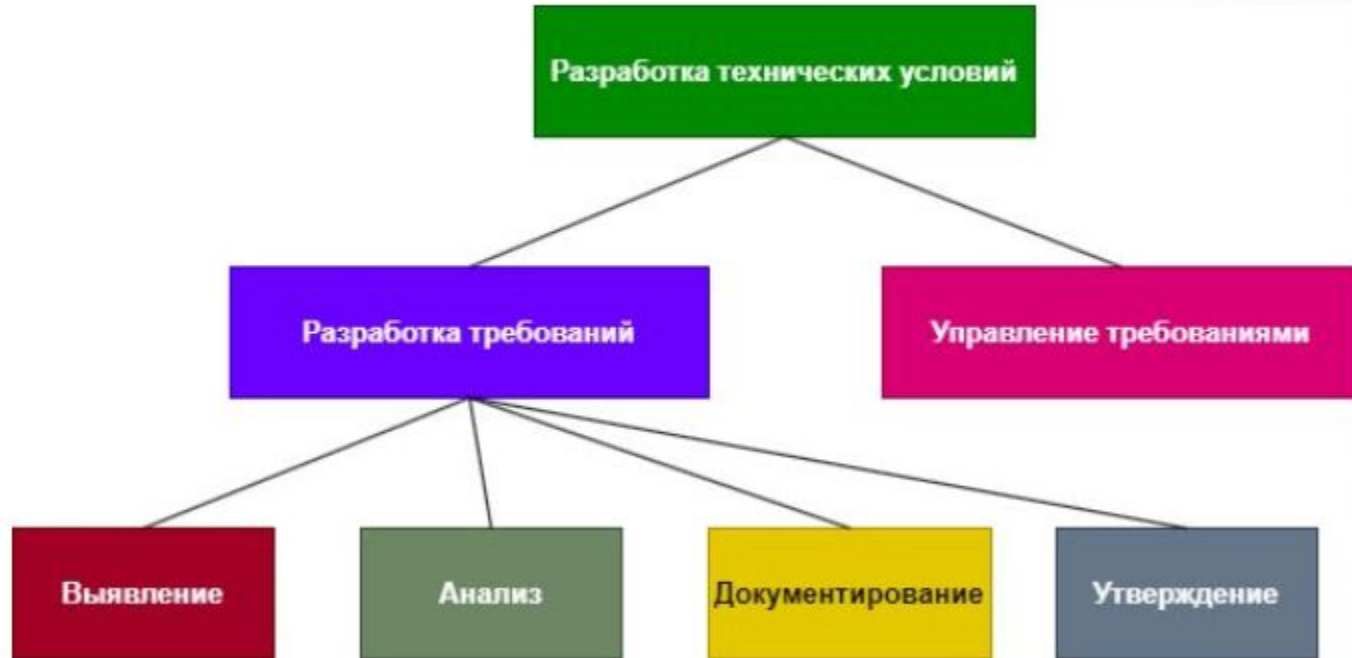 Разработка технических условий
Разработка требований
Управление требованиями
Выявление
Анализ
Документирование
Утверждение